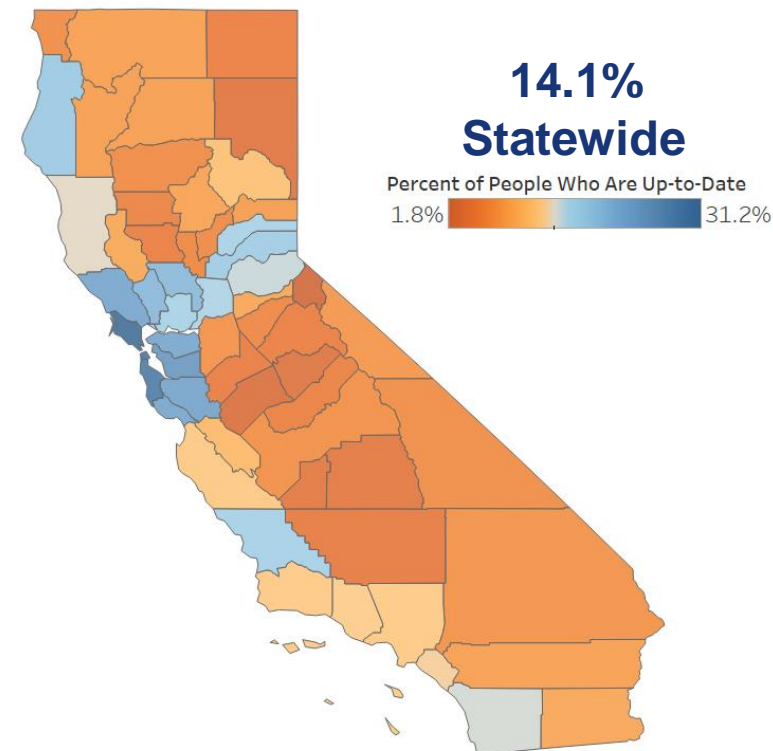 14.1%
Statewide
Percent of People Who Are Up-to-Date
1.8% 31.2%